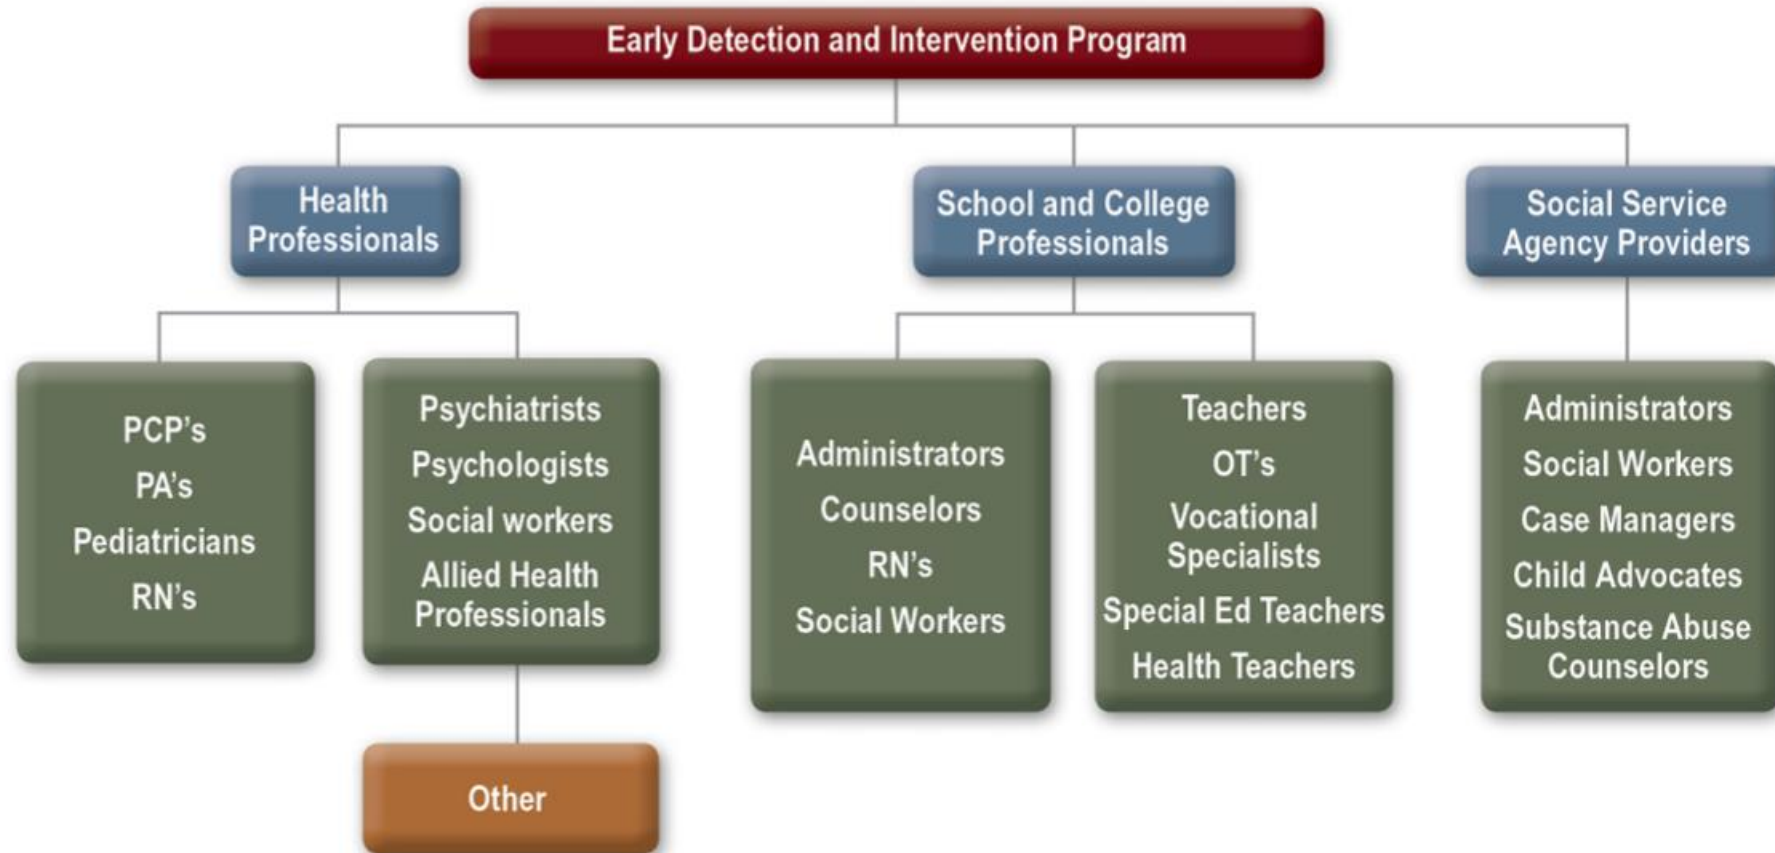 Early Detection and Intervention Program
Health
Professionals
School and College
Professionals
Social Service
Agency Providers
PCP's
PA's
Pediatricians
RN's
Psychiatrists
Psychologists
Social workers
Allied Health
Professionals
Administrators
Counselors
RN's
Social Workers
Teachers
OT's
Vocational
Specialists
Special Ed Teachers
Health Teachers
Administrators
Social Workers
Case Managers
Child Advocates
Substance Abuse
Counselors
Other